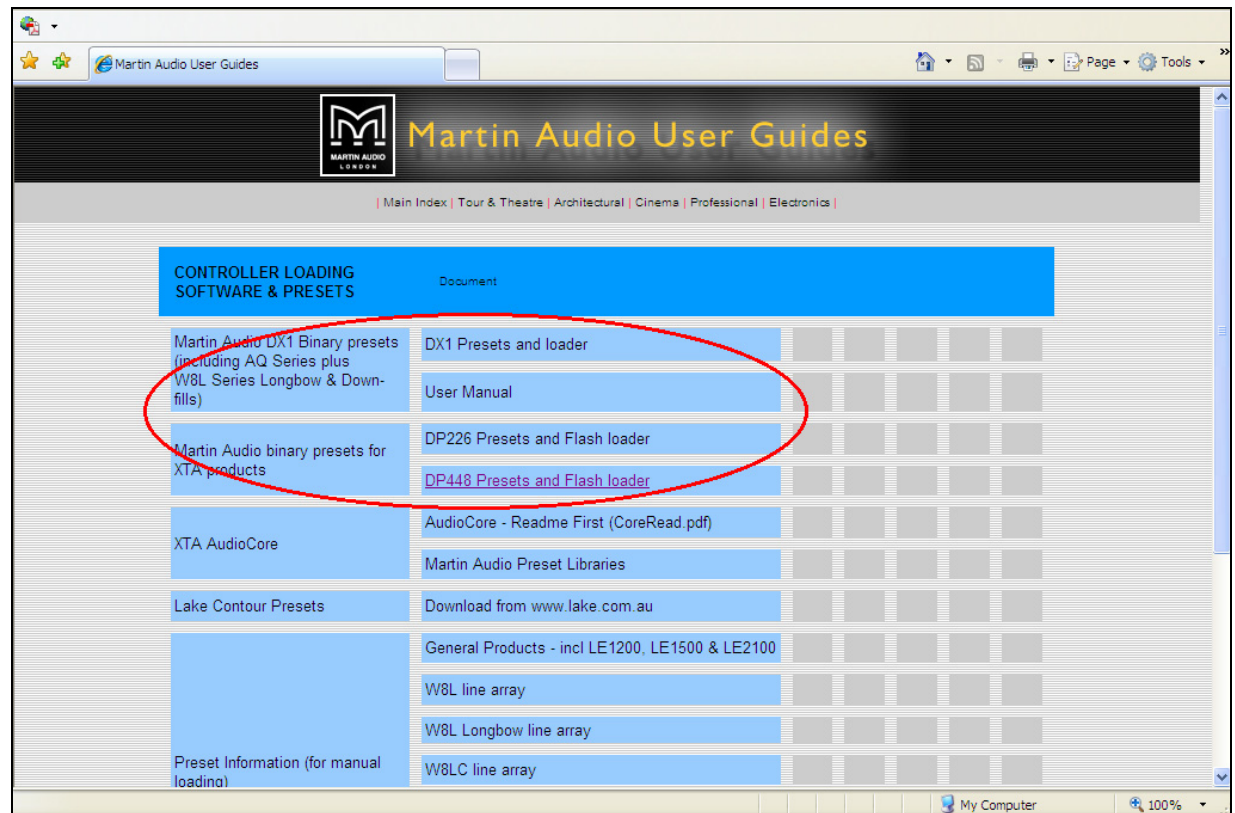 Martin Audio User Guides
Page
Tools
»
MARTIN AUDIO
LONDON
Martin Audio User Guides
| Main Index | Tour & Theatre | Architectural | Cinema | Professional | Electronics |
CONTROLLER LOADING
SOFTWARE & PRESETS
Document
Martin Audio DX1 Binary presets
(including AQ Series plus
W8L Series Longbow & Down-
fills)
DX1 Presets and loader
User Manual
Martin Audio binary presets for
XTA products
DP226 Presets and Flash loader
DP448 Presets and Flash loader
XTA AudioCore
AudioCore - Readme First (CoreRead.pdf)
Martin Audio Preset Libraries
Lake Contour Presets
Download from www.lake.com.au
General Products - incl LE1200, LE1500 & LE2100
W8L line array
W8L Longbow line array
Preset Information (for manual
loading)
W8LC line array
My Computer
100%